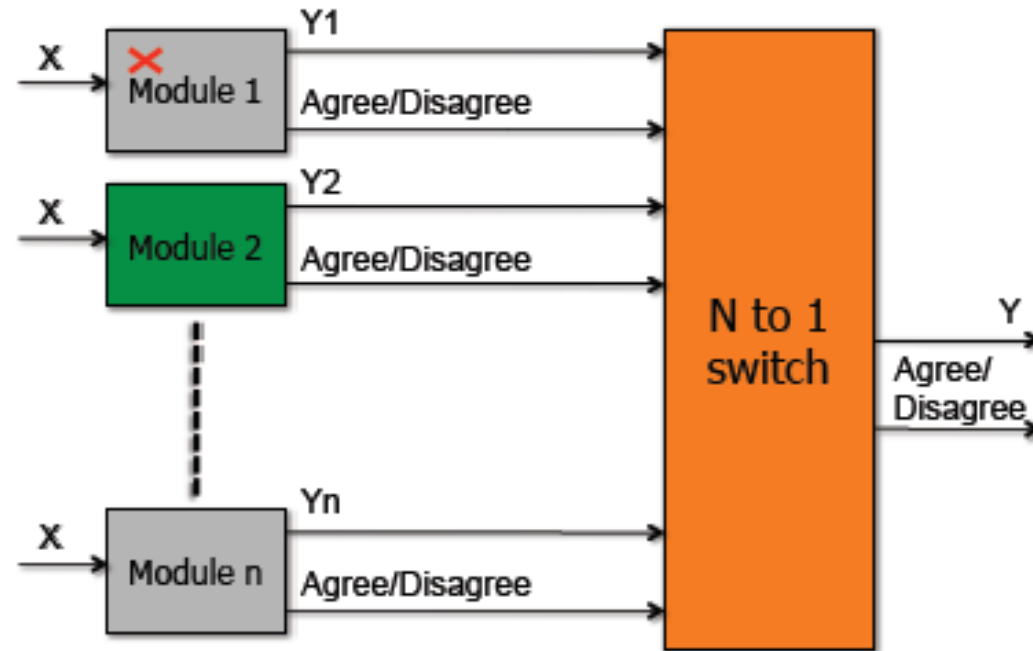 Y1
X
Module 1
Agree/Disagree
Y2
X
Module 2
Agree/Disagree
N to 1
switch
Y
Agree/
Disagree
Yn
X
Module n
Agree/Disagree